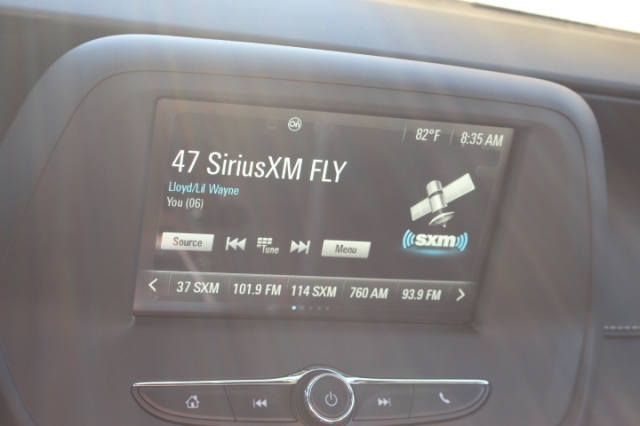 82°F 8:35 AM
47 SiriusXM FLY
Lloyd/Lil Wayne
You (06)
sxm
Source Tune Menu
37 SXM 101.9 FM 114 SXM 760 AM 93.9 FM